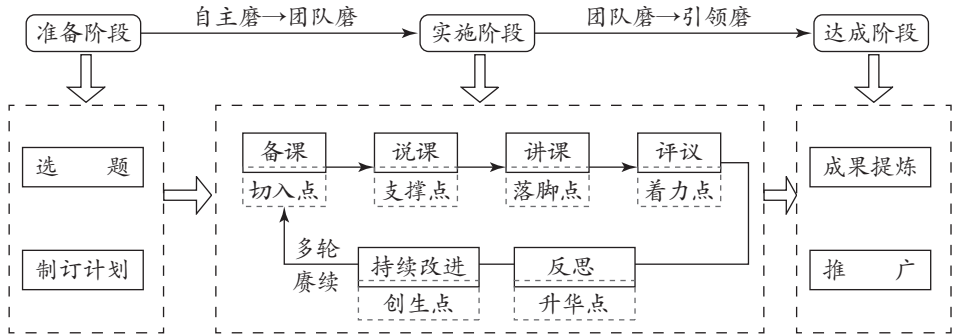 准备阶段
自主磨→团队磨
实施阶段
团队磨→引领磨
达成阶段
选 题
制订计划
备课
切入点
说课
支撑点
讲课
落脚点
评议
着力点
多轮
赓续
持续改进
创生点
反思
升华点
成果提炼
推 广